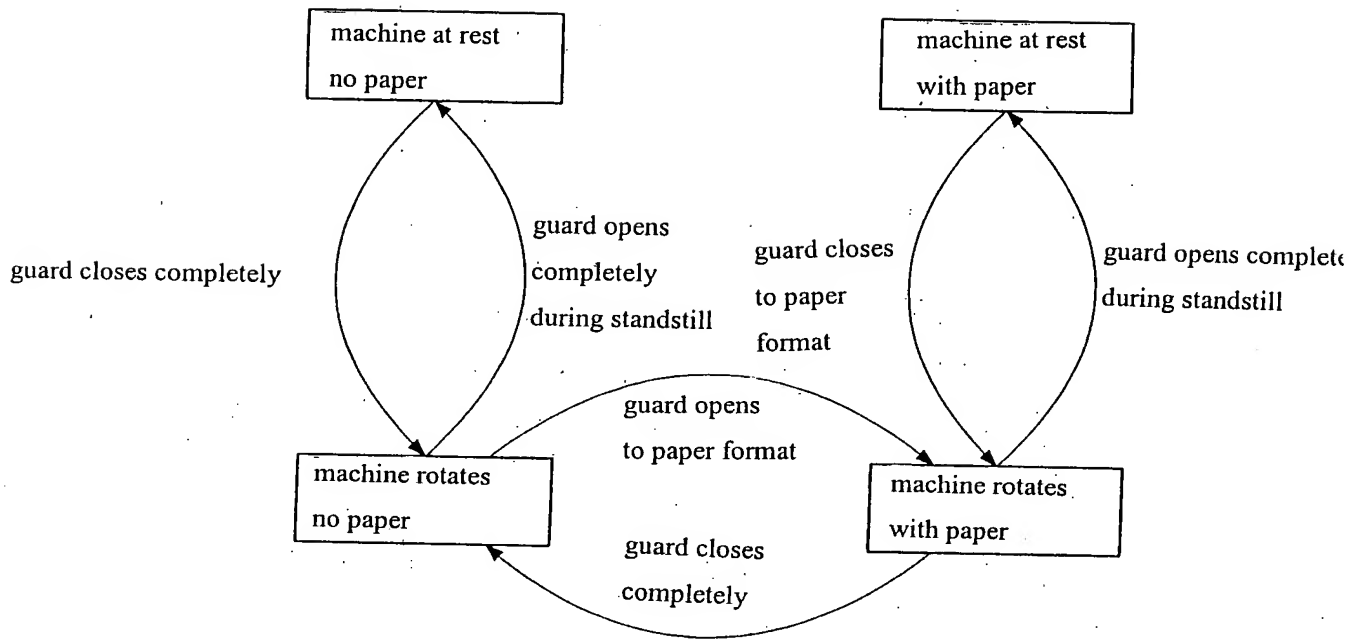 machine at rest
no paper
machine at rest
with paper
guard closes completely
guard opens
completely
during standstill
guard closes
to paper
format
guard opens complete
during standstill
guard opens
to paper format
machine rotates
no paper
machine rotates
with paper
guard closes
completely